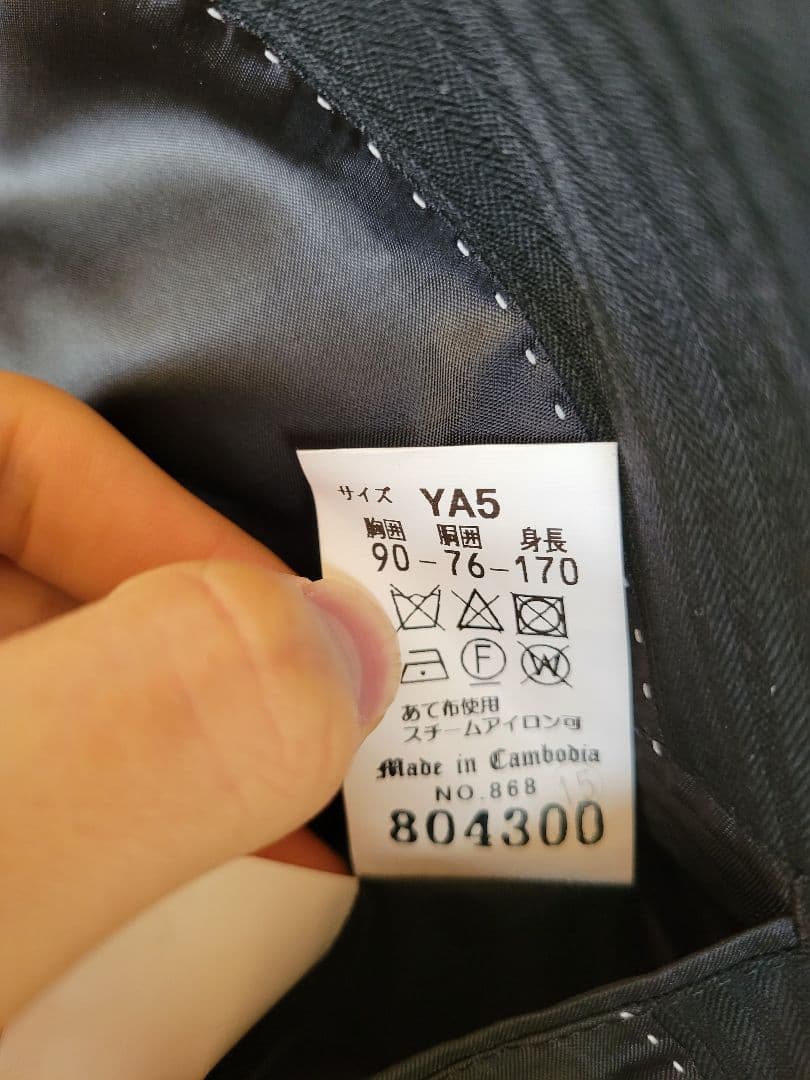 サイズ YA5
胸囲 胴囲 身長
90-76-170
F W
あて布使用
スチームアイロン可
Made in Cambodia
NO.868 15
804300